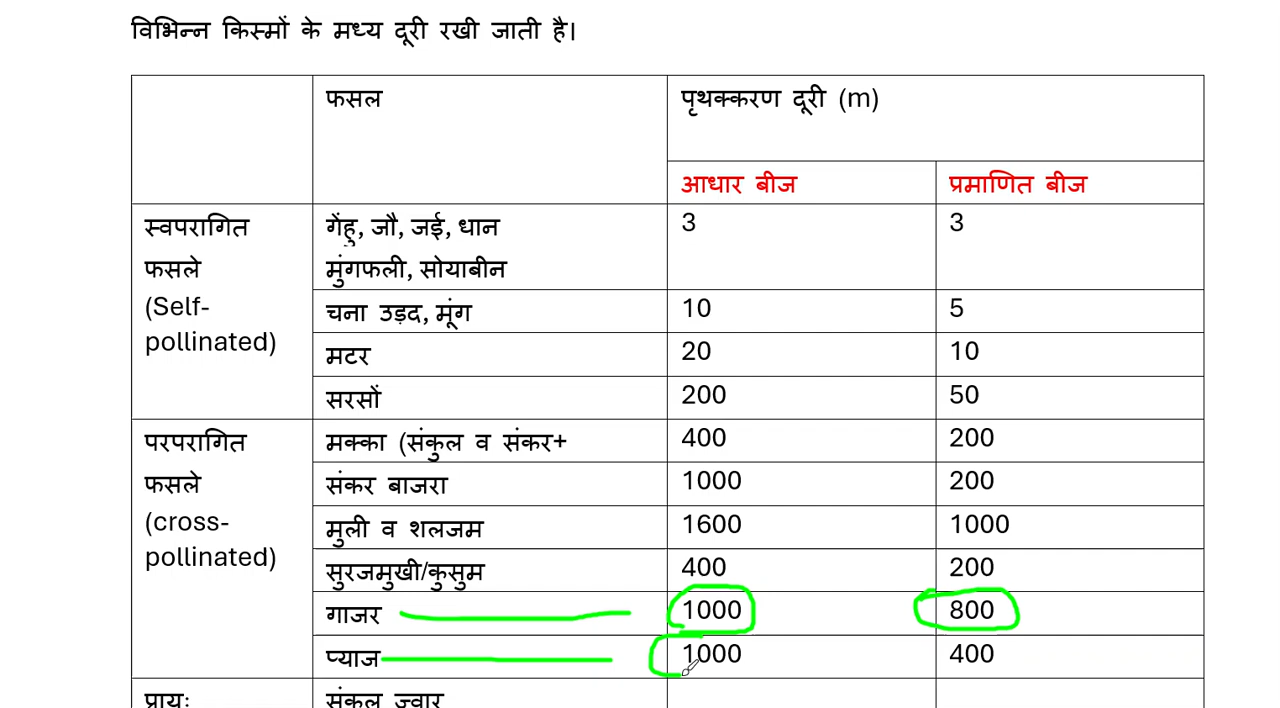 विभिन्न किस्मों के मध्य दूरी रखी जाती है।
फसल पृथक्करण दूरी (m)
आधार बीज प्रमाणित बीज
स्वपरागित गेंहु, जौ, जई, धान 3 3
फसले मुंगफली, सोयाबीन
(Self- चना उड़द, मूंग 10 5
pollinated)
मटर 20 10
सरसों 200 50
परपरागित मक्का (संकुल व संकर+ 400 200
फसले संकर बाजरा 1000 200
(cross- मुली व शलजम 1600 1000
pollinated)
सुरजमुखी/कुसुम 400 200
गाजर 1000 800
प्याज 1000 400
प्रायः संकुल ज्वार